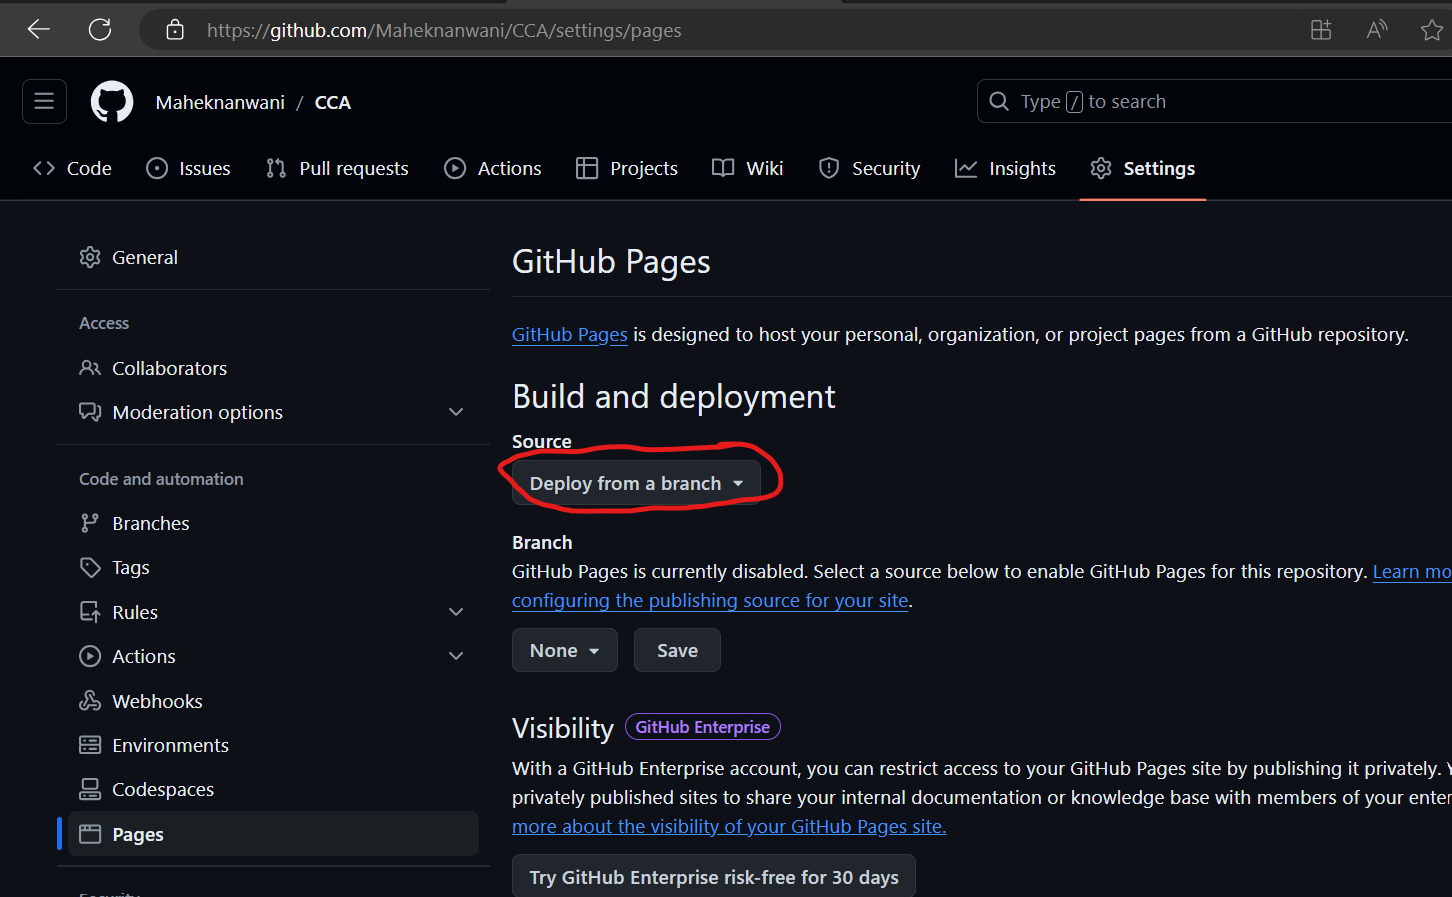 https://github.com/Maheknanwani/CCA/settings/pages
Maheknanwani / CCA
Type / to search
Code Issues Pull requests Actions Projects Wiki Security Insights Settings
General
Access
Collaborators
Moderation options
Code and automation
Branches
Tags
Rules
Actions
Webhooks
Environments
Codespaces
Pages
GitHub Pages
GitHub Pages is designed to host your personal, organization, or project pages from a GitHub repository.
Build and deployment
Source
Deploy from a branch
Branch
GitHub Pages is currently disabled. Select a source below to enable GitHub Pages for this repository. Learn mo
configuring the publishing source for your site.
None Save
Visibility GitHub Enterprise
With a GitHub Enterprise account, you can restrict access to your GitHub Pages site by publishing it privately.
privately published sites to share your internal documentation or knowledge base with members of your enter
more about the visibility of your GitHub Pages site.
Try GitHub Enterprise risk-free for 30 days